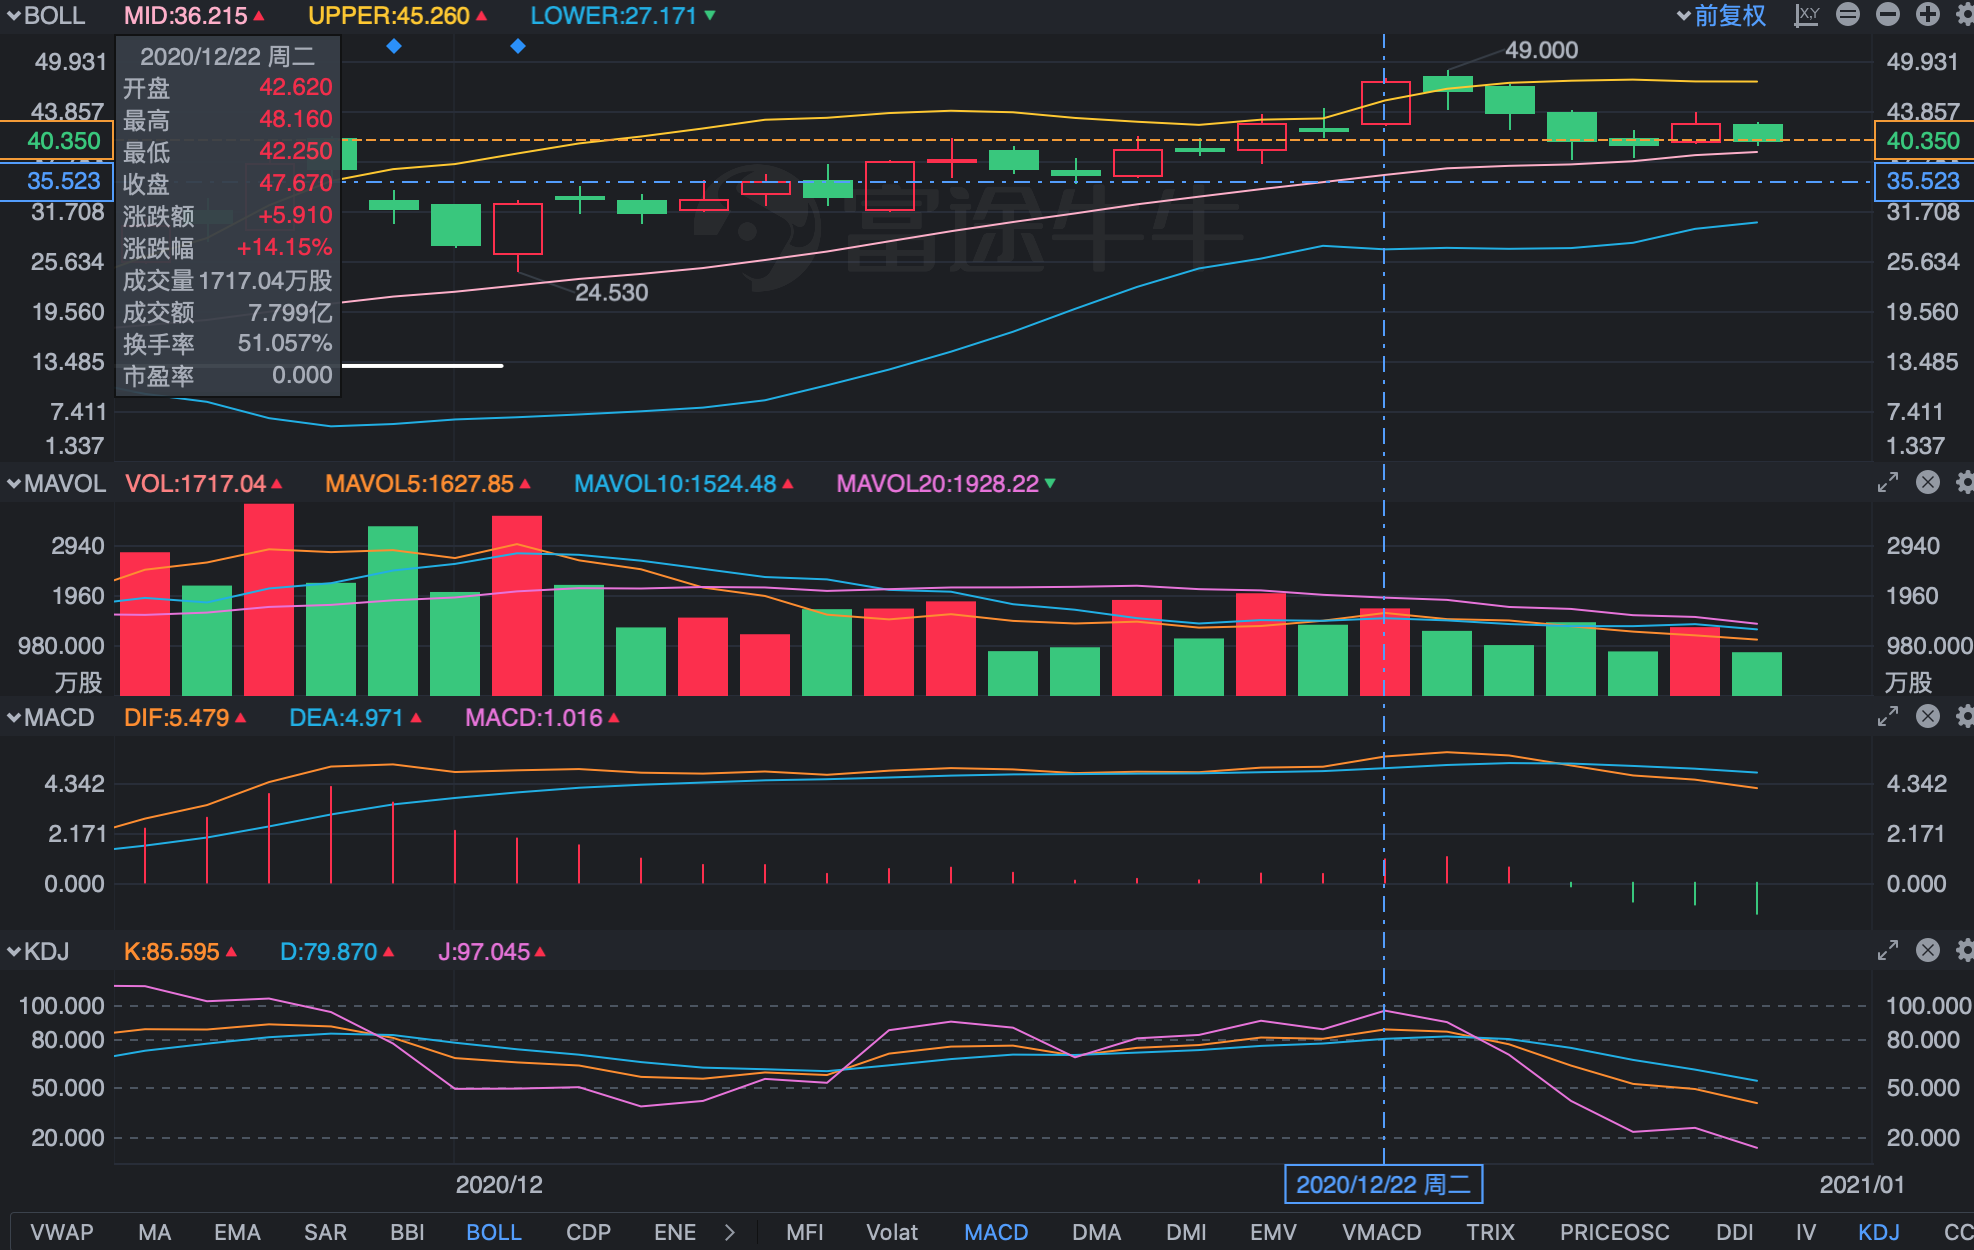 BOLL MID:36.215 UPPER:45.260 LOWER:27.171 前复权 X,Y
2020/12/22 周二
开盘 42.620
最高 48.160
最低 42.250
收盘 47.670
涨跌额 +5.910
涨跌幅 +14.15%
成交量 1717.04万股
成交额 7.799亿
换手率 51.057%
市盈率 0.000
49.931 49.000 49.931
43.857 43.857
40.350 40.350
35.523 35.523
31.708 富途牛牛 31.708
25.634 25.634
24.530
19.560 19.560
13.485 13.485
7.411 7.411
1.337 1.337
MAVOL VOL:1717.04 MAVOL5:1627.85 MAVOL10:1524.48 MAVOL20:1928.22
2940 2940
1960 1960
980.000 980.000
万股 万股
MACD DIF:5.479 DEA:4.971 MACD:1.016
4.342 4.342
2.171 2.171
0.000 0.000
KDJ K:85.595 D:79.870 J:97.045
100.000 100.000
80.000 80.000
50.000 50.000
20.000 20.000
2020/12 2020/12/22 周二 2021/01
VWAP MA EMA SAR BBI BOLL CDP ENE MFI Volat MACD DMA DMI EMV VMACD TRIX PRICEOSC DDI IV KDJ CC